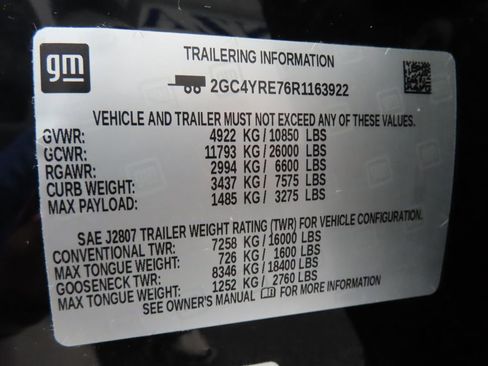 gm
TRAILERING INFORMATION
2GC4YRE76R1163922
VEHICLE AND TRAILER MUST NOT EXCEED ANY OF THESE VALUES.
GVWR: 4922 KG/10850 LBS
GCWR: 11793 KG/26000 LBS
RGAWR: 2994 KG/ 6600 LBS
CURB WEIGHT: 3437 KG/ 7575 LBS
MAX PAYLOAD: 1485 KG/ 3275 LBS
SAE J2807 TRAILER WEIGHT RATING (TWR) FOR VEHICLE CONFIGURATION.
CONVENTIONAL TWR: 7258 KG/16000 LBS
MAX TONGUE WEIGHT: 726 KG/ 1600 LBS
GOOSENECK TWR: 8346 KG/18400 LBS
MAX TONGUE WEIGHT: 1252 KG/ 2760 LBS
SEE OWNER'S MANUAL FOR MORE INFORMATION